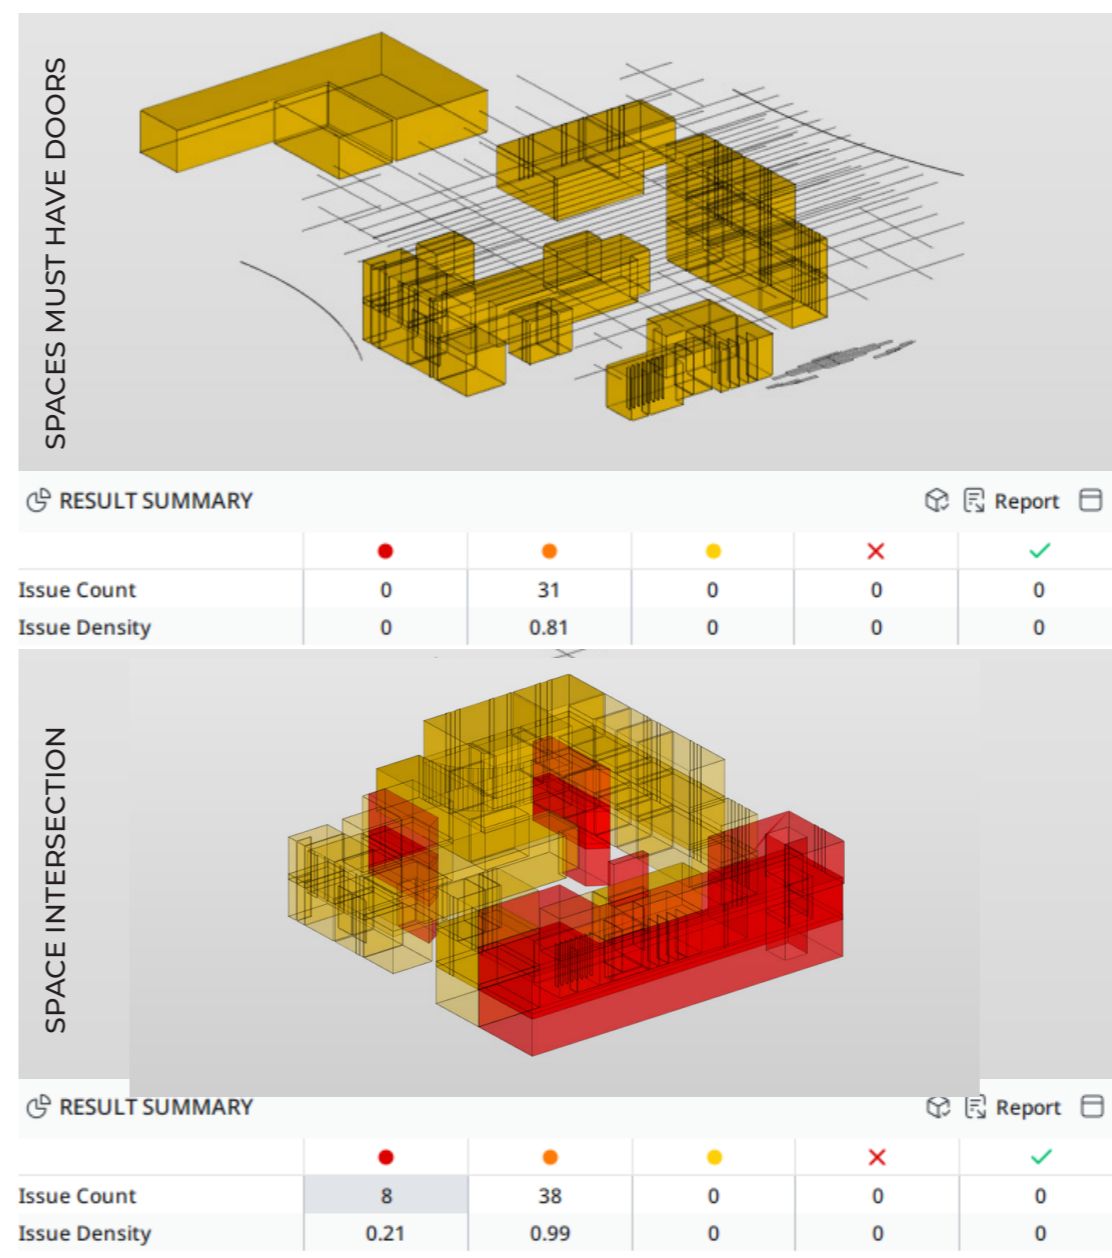 SPACES MUST HAVE DOORS
RESULT SUMMARY Report
Issue Count 0 31 0 0 0
Issue Density 0 0.81 0 0 0
SPACE INTERSECTION
RESULT SUMMARY Report
Issue Count 8 38 0 0 0
Issue Density 0.21 0.99 0 0 0